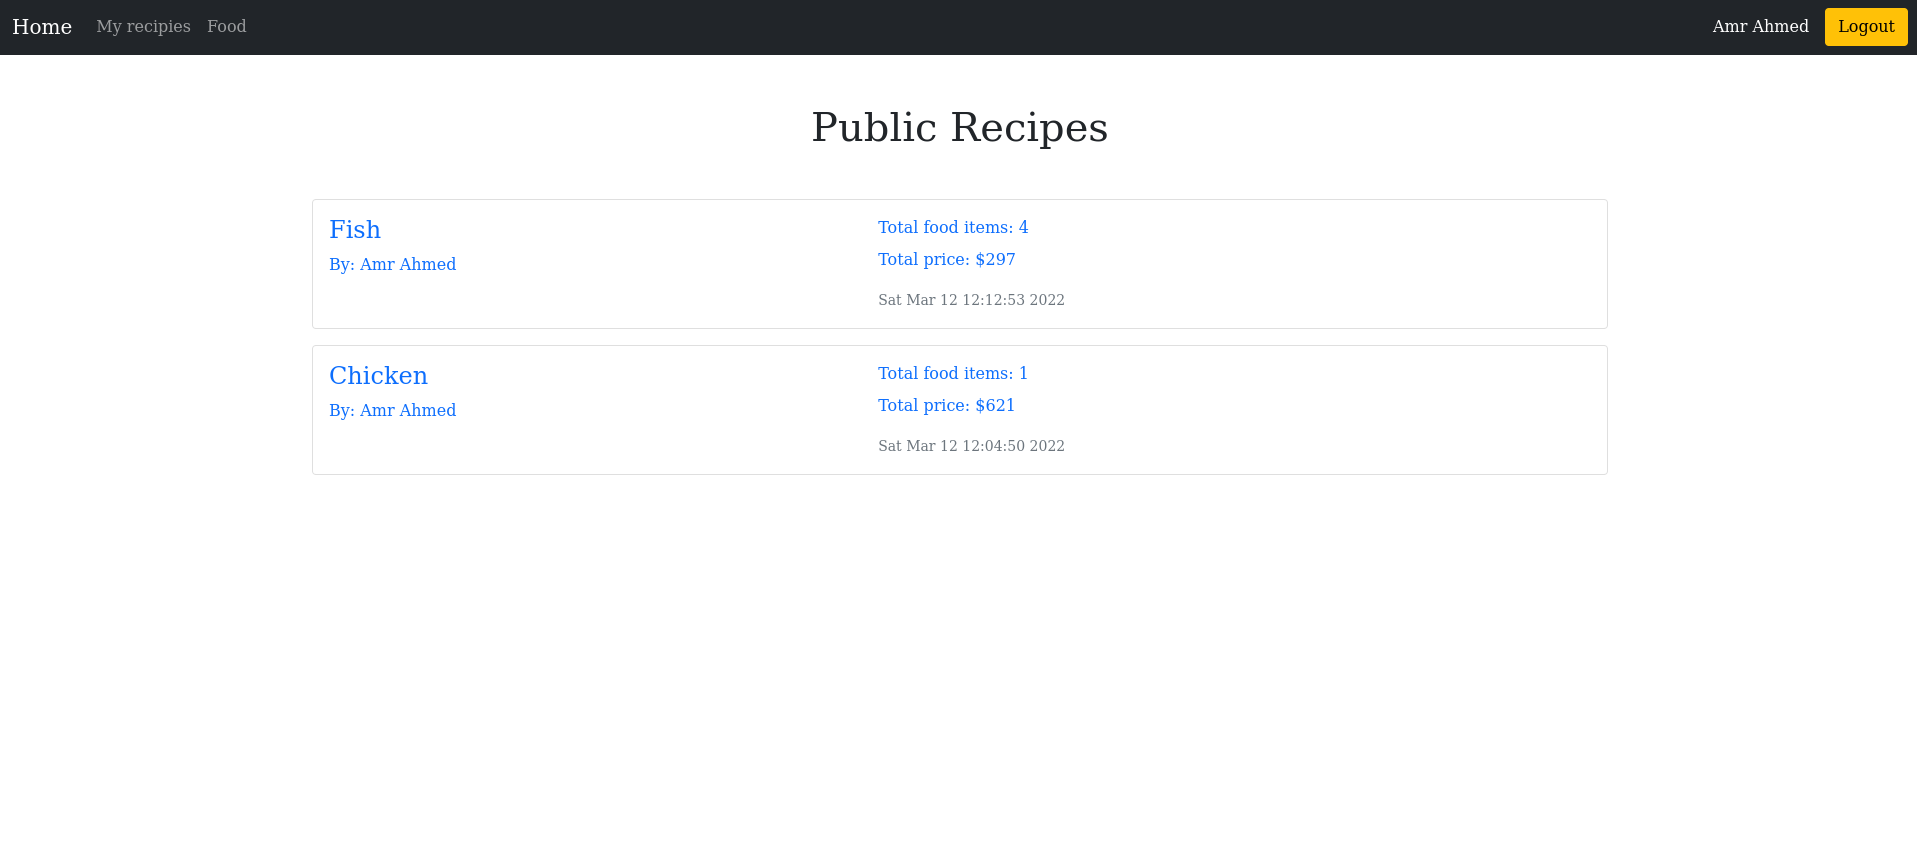 Home My recipies Food Amr Ahmed Logout
Public Recipes
Fish
By: Amr Ahmed
Total food items: 4
Total price: $297
Sat Mar 12 12:12:53 2022
Chicken
By: Amr Ahmed
Total food items: 1
Total price: $621
Sat Mar 12 12:04:50 2022